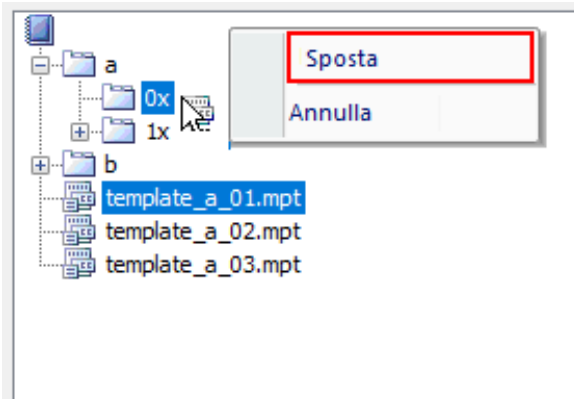 a
Sposta
0x
Annulla
1x
b
template_a_01.mpt
template_a_02.mpt
template_a_03.mpt